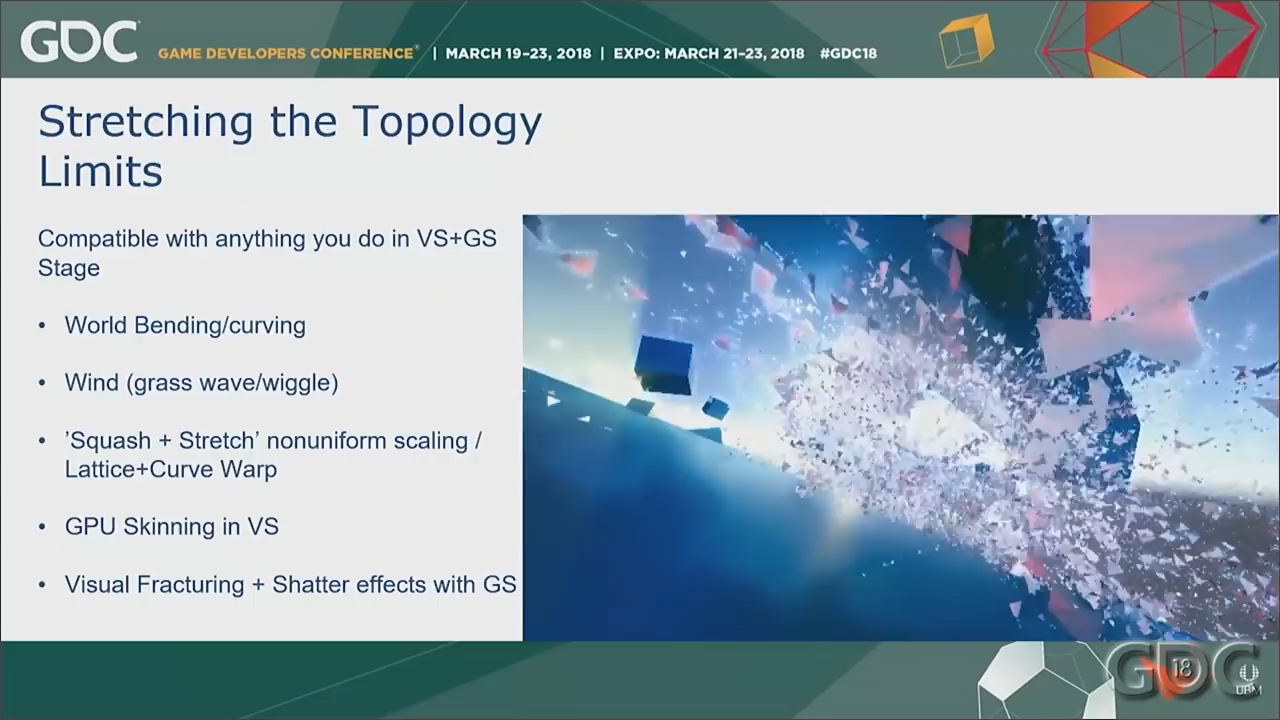 GDC
GAME DEVELOPERS CONFERENCE® | MARCH 19–23, 2018 | EXPO: MARCH 21–23, 2018 #GDC18
Stretching the Topology
Limits
Compatible with anything you do in VS+GS
Stage
• World Bending/curving
• Wind (grass wave/wiggle)
• ’Squash + Stretch’ nonuniform scaling /
Lattice+Curve Warp
• GPU Skinning in VS
• Visual Fracturing + Shatter effects with GS
GDC 18
UBM